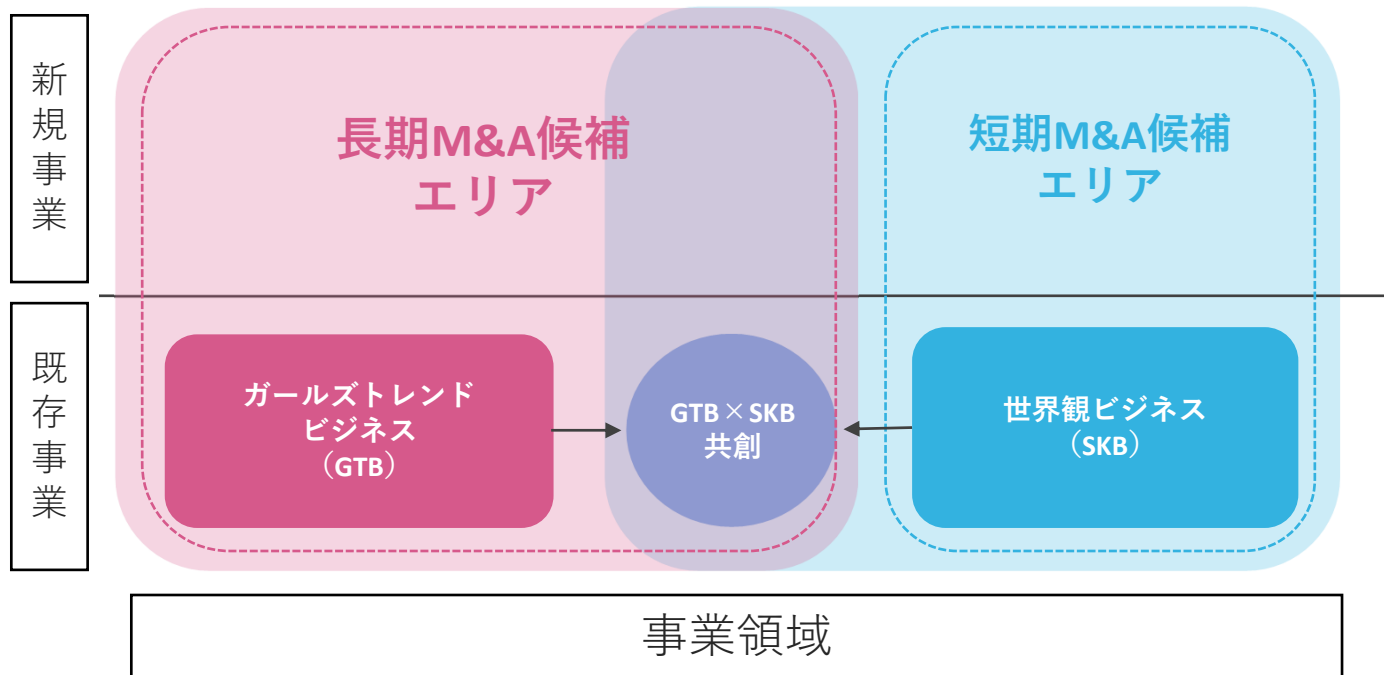 新規事業
長期M&A候補
エリア
短期M&A候補
エリア
既存事業
ガールズトレンド
ビジネス
（GTB）
GTB×SKB
共創
世界観ビジネス
（SKB）
事業領域